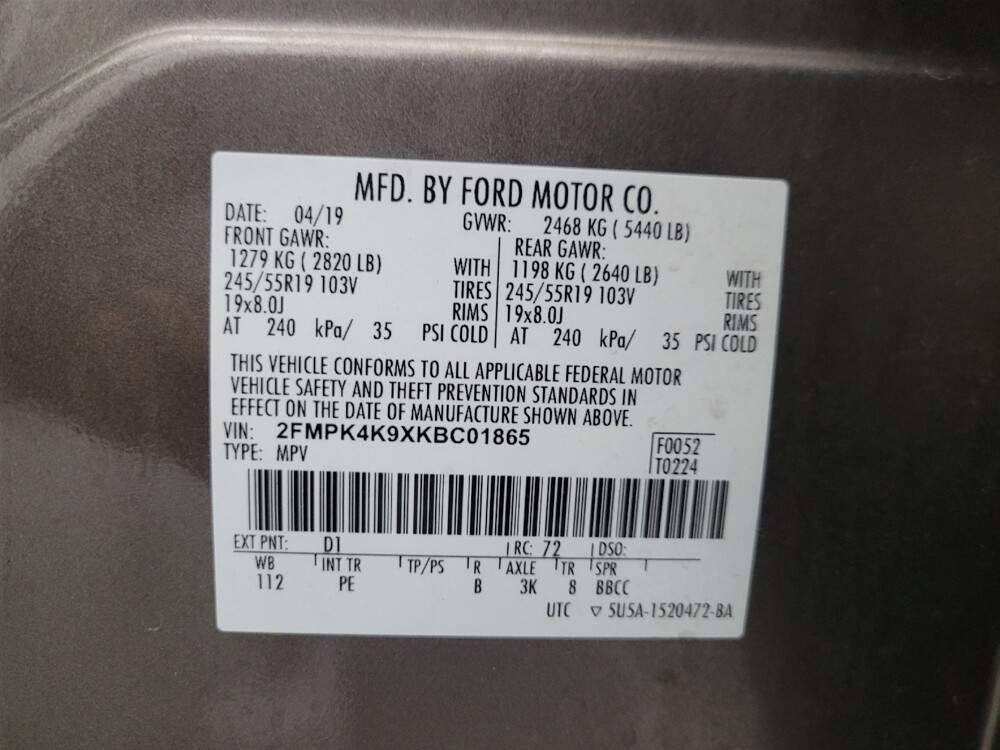 MFD. BY FORD MOTOR CO.
DATE: 04/19 GVWR: 2468 KG ( 5440 LB)
FRONT GAWR: REAR GAWR:
1279 KG ( 2820 LB) WITH 1198 KG ( 2640 LB) WITH
245/55R19 103V TIRES 245/55R19 103V TIRES
19x8.0J RIMS 19x8.0J RIMS
AT 240 kPa/ 35 PSI COLD AT 240 kPa/ 35 PSI COLD
THIS VEHICLE CONFORMS TO ALL APPLICABLE FEDERAL MOTOR
VEHICLE SAFETY AND THEFT PREVENTION STANDARDS IN
EFFECT ON THE DATE OF MANUFACTURE SHOWN ABOVE.
VIN: 2FMPK4K9XKBC01865 F0052
TYPE: MPV T0224
EXT PNT: D1 RC: 72 DSO:
WB INT TR TP/PS R AXLE TR SPR
112 PE B 3K 8 BBCC
UTC ▽ 5U5A-1520472-BA